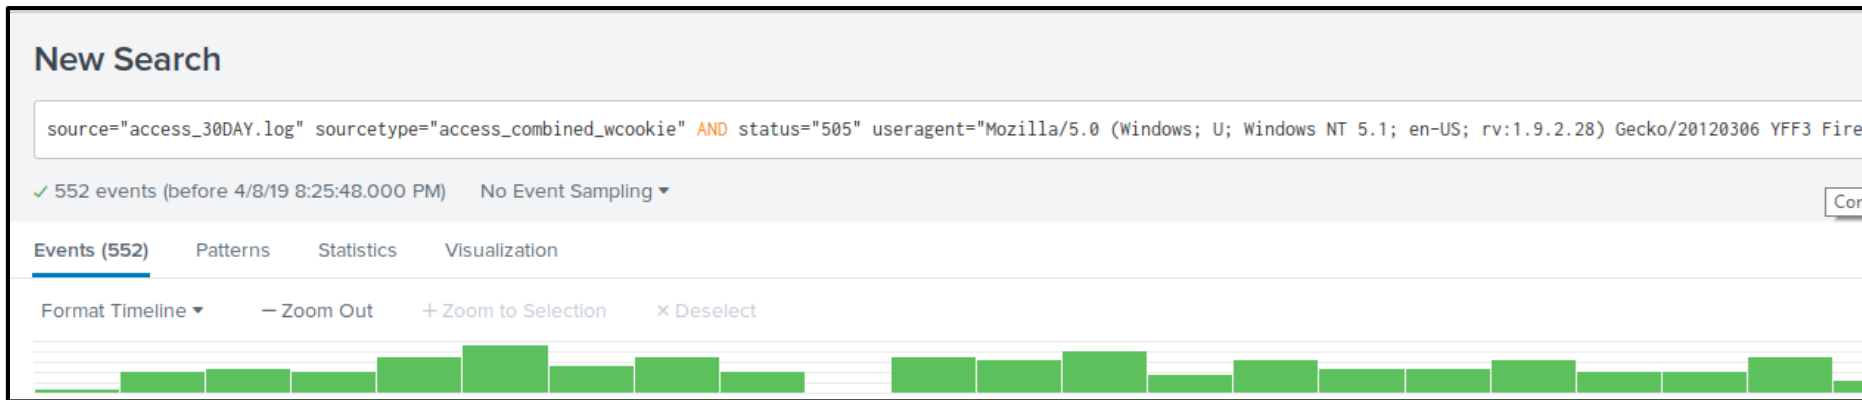 New Search
source="access_30DAY.log" sourcetype="access_combined_wcookie" AND status="505" useragent="Mozilla/5.0 (Windows; U; Windows NT 5.1; en-US; rv:1.9.2.28) Gecko/20120306 YFF3 Fire
552 events (before 4/8/19 8:25:48.000 PM) No Event Sampling
Cor
Events (552) Patterns Statistics Visualization
Format Timeline — Zoom Out + Zoom to Selection × Deselect